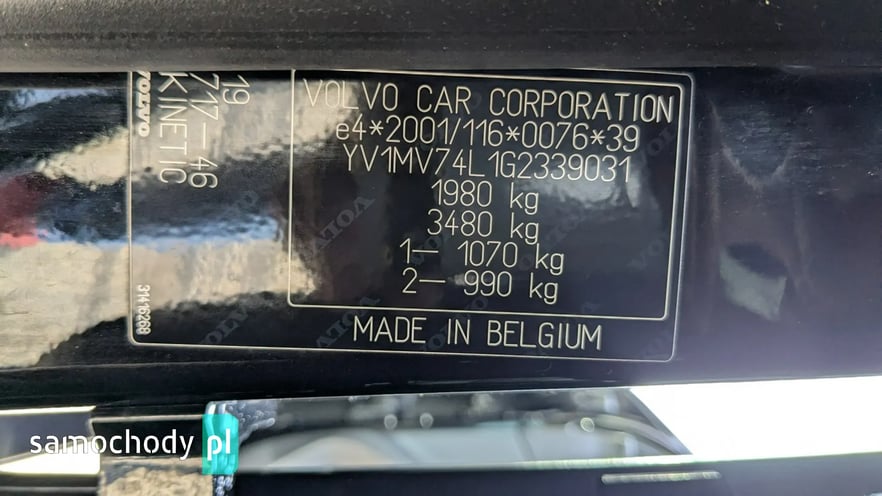 VOLVO CAR CORPORATION
e4*2001/116*0076*39
YV1MV74L1G2339031
1980 kg
3480 kg
1— 1070 kg
2— 990 kg
MADE IN BELGIUM
19
717—46
KINETIC
VOLVO
31416268
samochody.pl